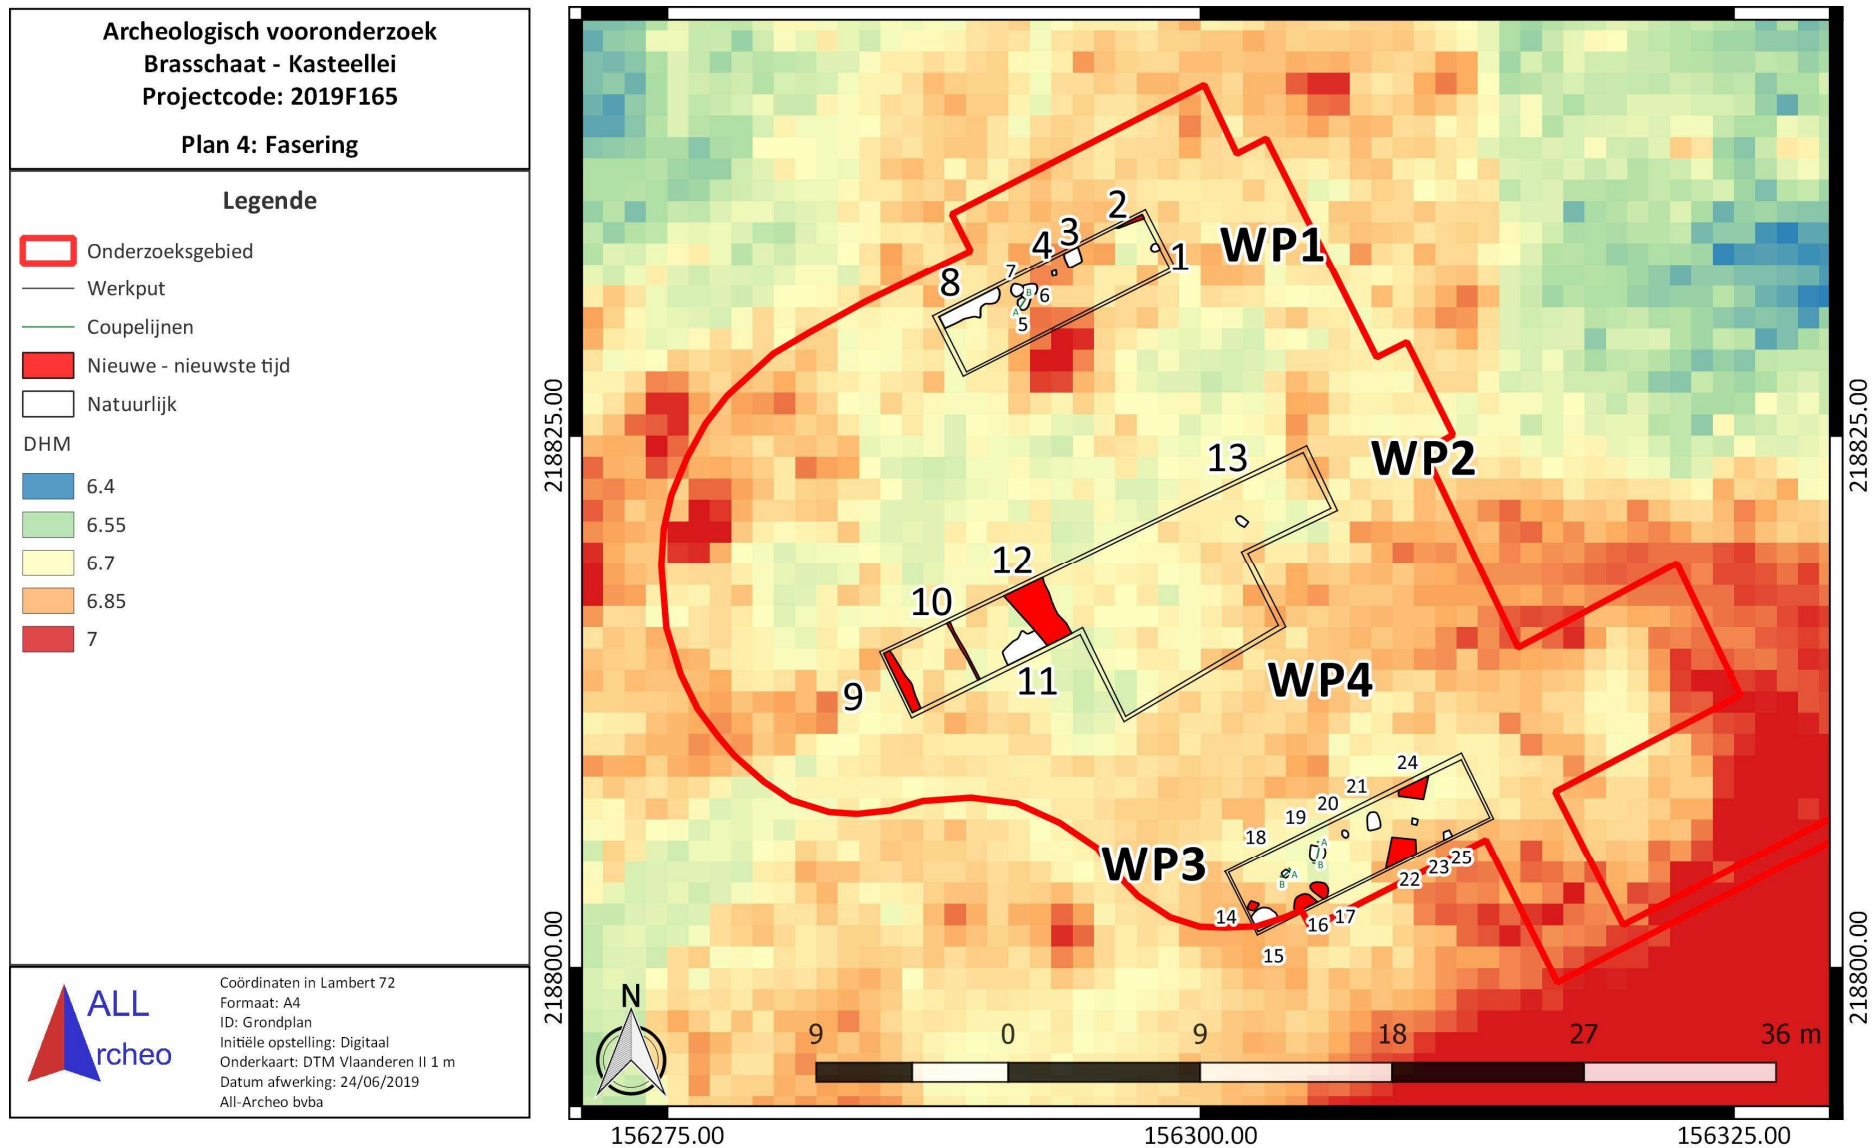 Archeologisch vooronderzoek
Brasschaat - Kasteellei
Projectcode: 2019F165
Plan 4: Fasering
Legende
Onderzoeksgebied
Werkput
Coupelijnen
Nieuwe - nieuwste tijd
Natuurlijk
DHM
6.4
6.55
6.7
6.85
7
ALL
rcheo
Coördinaten in Lambert 72
Formaat: A4
ID: Grondplan
Initiële opstelling: Digitaal
Onderkaart: DTM Vlaanderen II 1 m
Datum afwerking: 24/06/2019
All-Archeo bvba
218825.00
218800.00
218825.00
218800.00
156275.00
156300.00
156325.00
WP1
1
2
3
4
7
8
B
6
A
5
WP2
13
12
10
11
9
WP4
24
21
20
19
18
WP3
A
B
A
B
25
23
22
17
16
14
15
N
9 0 9 18 27 36 m